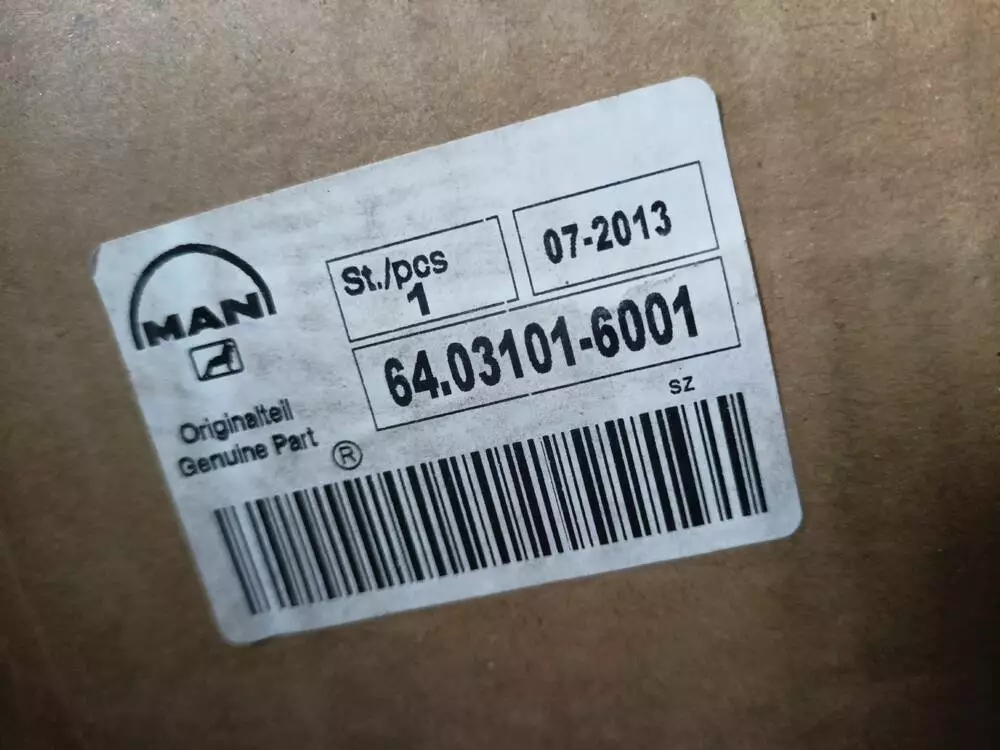 MAN
St./pcs
1
07-2013
64.03101-6001
SZ
Originalteil
Genuine Part
®